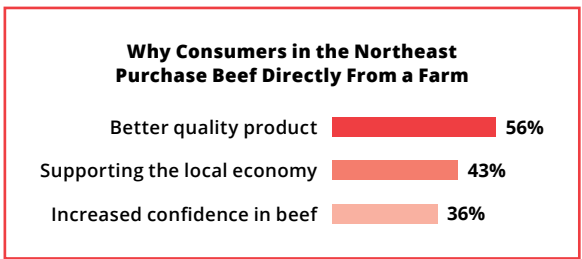 Why Consumers in the Northeast
Purchase Beef Directly From a Farm
Better quality product 56%
Supporting the local economy 43%
Increased confidence in beef 36%